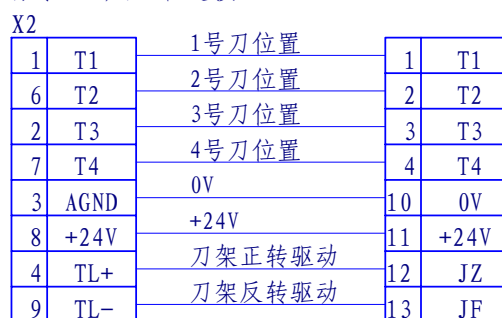 X2
1 T1 1号刀位置 1 T1
6 T2 2号刀位置 2 T2
2 T3 3号刀位置 3 T3
7 T4 4号刀位置 4 T4
3 AGND 0V 10 0V
8 +24V +24V 11 +24V
4 TL+ 刀架正转驱动 12 JZ
9 TL- 刀架反转驱动 13 JF